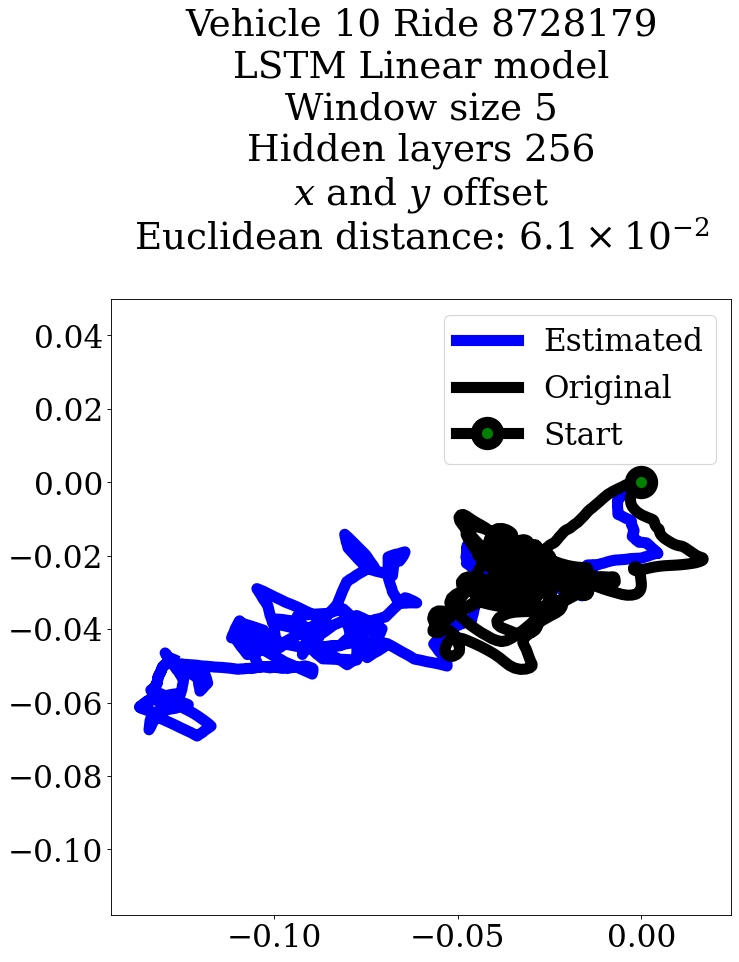 Vehicle 10 Ride 8728179
LSTM Linear model
Window size 5
Hidden layers 256
x and y offset
Euclidean distance: 6.1 × 10⁻²
Estimated
Original
Start
0.04
0.02
0.00
−0.02
−0.04
−0.06
−0.08
−0.10
−0.10 −0.05 0.00